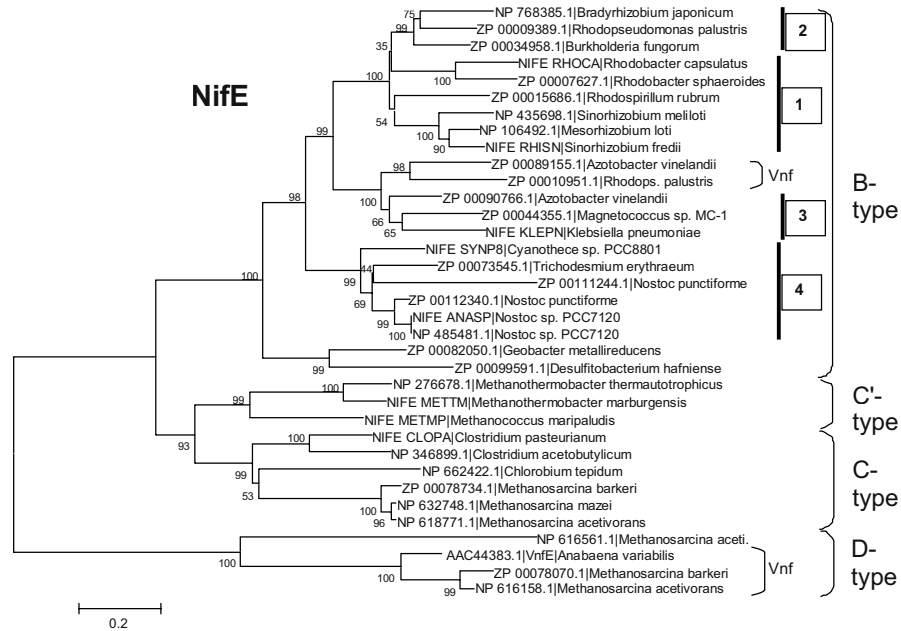 NifE
75
NP 768385.1|Bradyrhizobium japonicum
99
ZP 00009389.1|Rhodopseudomonas palustris
2
ZP 00034958.1|Burkholderia fungorum
35
NIFE RHOCA|Rhodobacter capsulatus
100
100
ZP 00007627.1|Rhodobacter sphaeroides
1
ZP 00015686.1|Rhodospirillum rubrum
54
NP 435698.1|Sinorhizobium meliloti
100
NP 106492.1|Mesorhizobium loti
99
90
NIFE RHISN|Sinorhizobium fredii
98
ZP 00089155.1|Azotobacter vinelandii
Vnf
ZP 00010951.1|Rhodops. palustris
B-
type
98
100
ZP 00090766.1|Azotobacter vinelandii
66
ZP 00044355.1|Magnetococcus sp. MC-1
3
65
NIFE KLEPN|Klebsiella pneumoniae
NIFE SYNP8|Cyanothece sp. PCC8801
44
ZP 00073545.1|Trichodesmium erythraeum
100
99
ZP 00111244.1|Nostoc punctiforme
4
69
ZP 00112340.1|Nostoc punctiforme
99
NIFE ANASP|Nostoc sp. PCC7120
100
NP 485481.1|Nostoc sp. PCC7120
ZP 00082050.1|Geobacter metallireducens
99
ZP 00099591.1|Desulfitobacterium hafniense
100
NP 276678.1|Methanothermobacter thermautotrophicus
C'-
type
99
NIFE METTM|Methanothermobacter marburgensis
NIFE METMP|Methanococcus maripaludis
93
NIFE CLOPA|Clostridium pasteurianum
100
NP 346899.1|Clostridium acetobutylicum
99
NP 662422.1|Chlorobium tepidum
C-
type
53
ZP 00078734.1|Methanosarcina barkeri
100
NP 632748.1|Methanosarcina mazei
96
NP 618771.1|Methanosarcina acetivorans
NP 616561.1|Methanosarcina aceti.
D-
type
100
AAC44383.1|VnfE|Anabaena variabilis
Vnf
100
ZP 00078070.1|Methanosarcina barkeri
99
NP 616158.1|Methanosarcina acetivorans
0.2